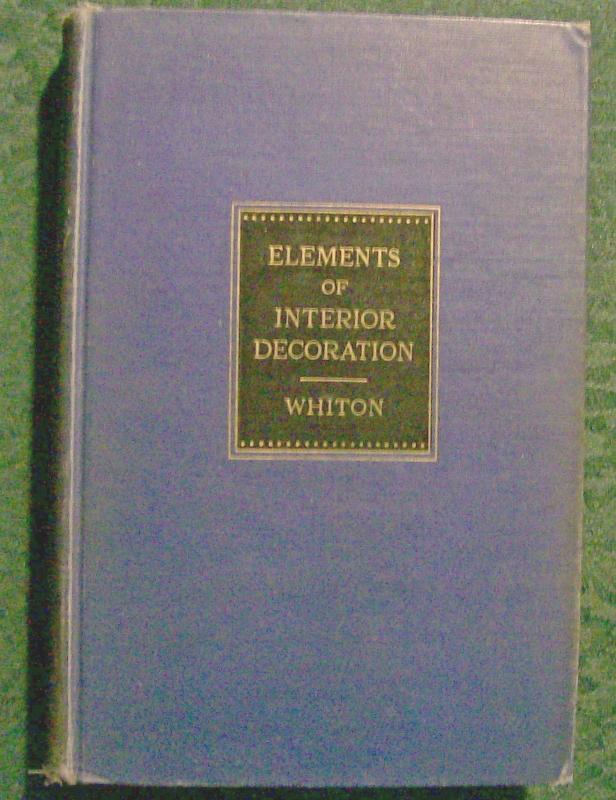 ELEMENTS
OF
INTERIOR
DECORATION
WHITON